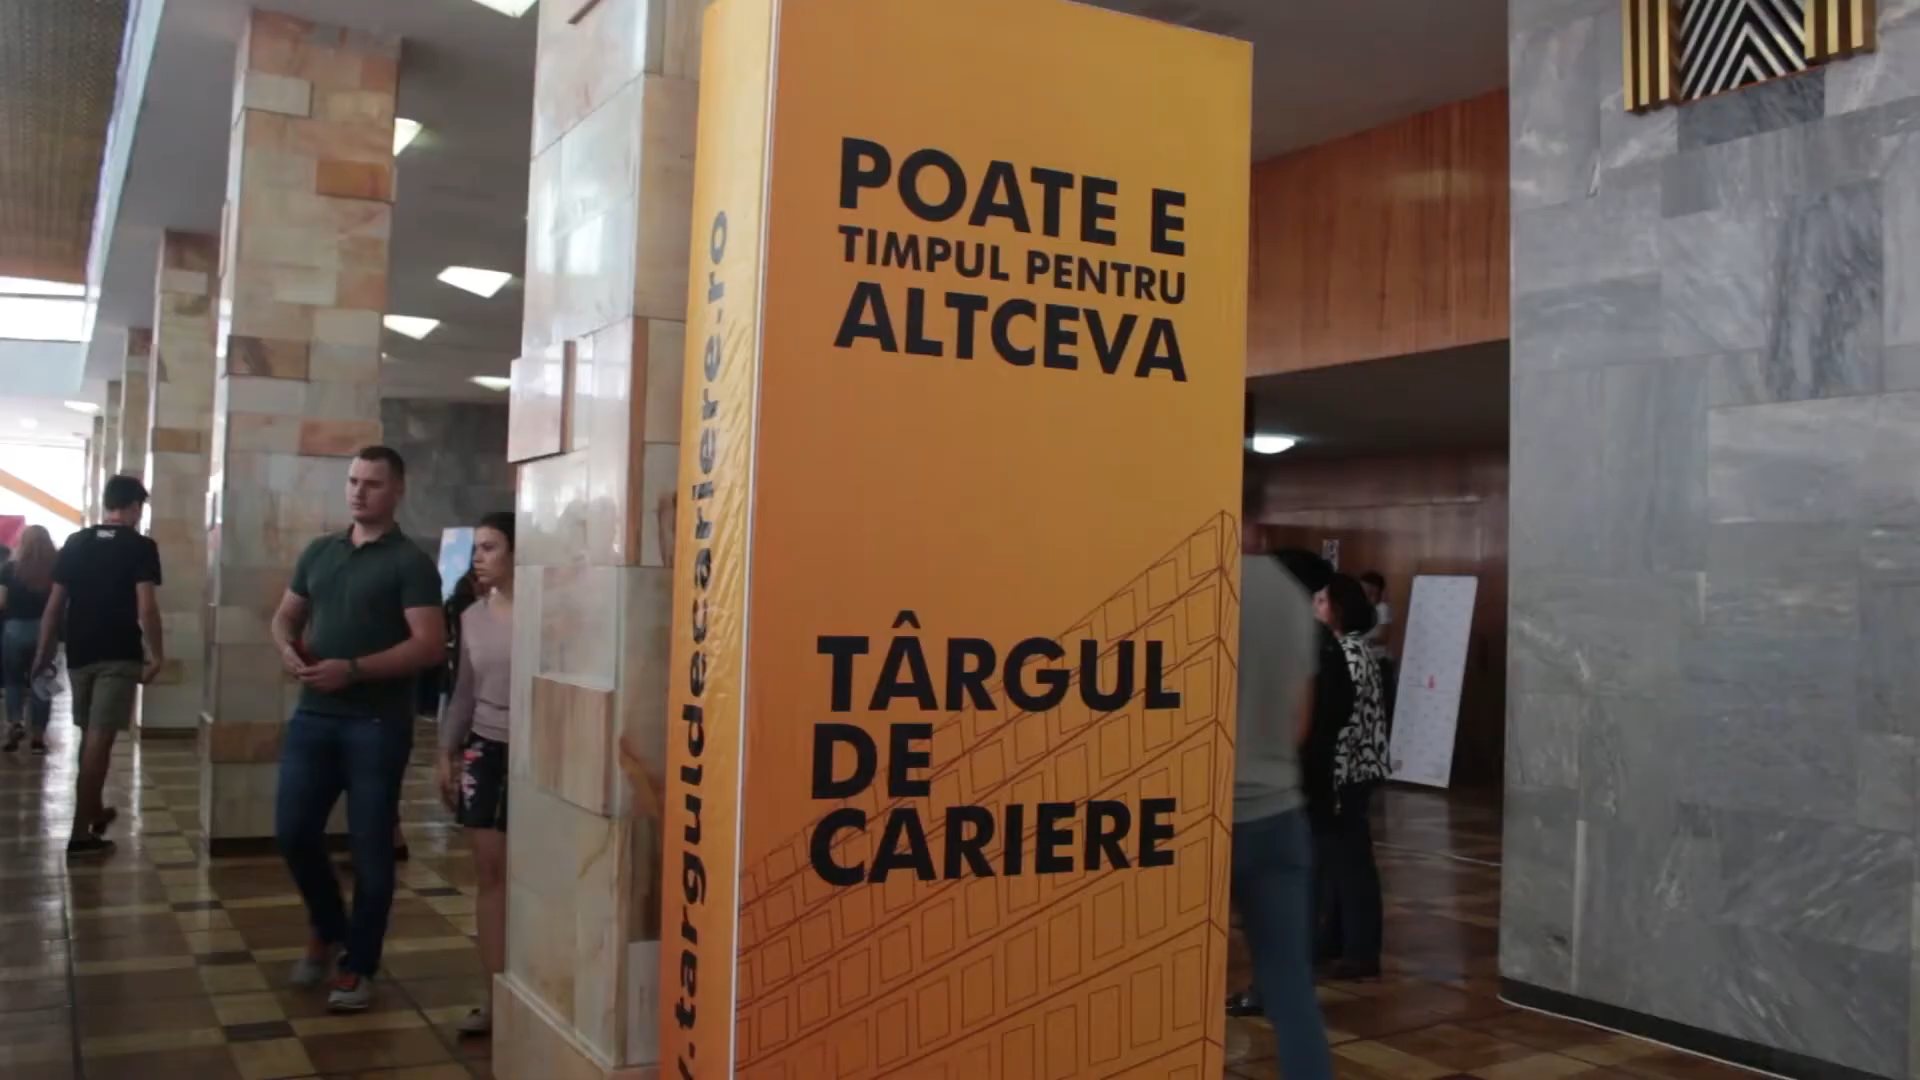 POATE E
TIMPUL PENTRU
ALTCEVA
TÂRGUL
DE
CARIERE
.targuldecariere.ro